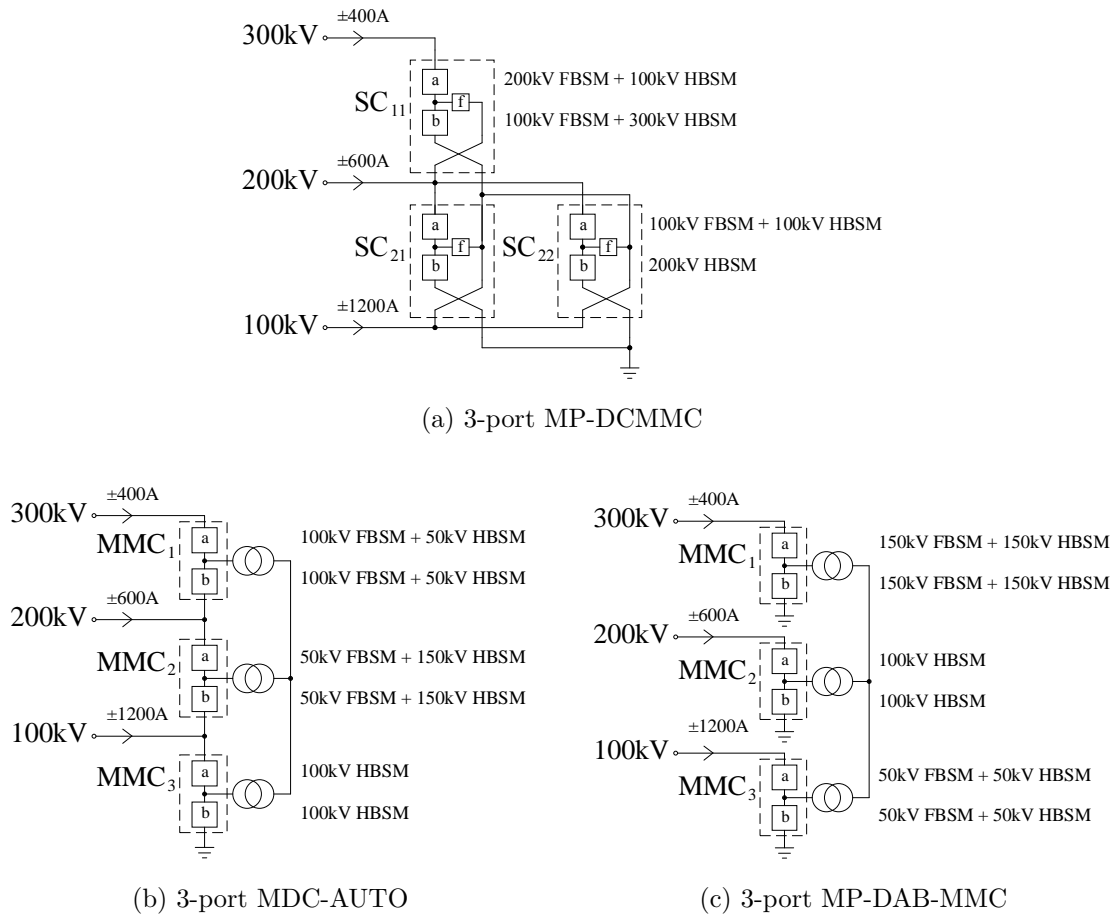 ±400A
300kV
a
200kV FBSM + 100kV HBSM
f
SC11
b
100kV FBSM + 300kV HBSM
±600A
200kV
a
a
100kV FBSM + 100kV HBSM
SC21
f
SC22
f
b
b
200kV HBSM
±1200A
100kV
(a) 3-port MP-DCMMC
±400A
300kV
a
100kV FBSM + 50kV HBSM
MMC1
b
100kV FBSM + 50kV HBSM
±600A
200kV
a
50kV FBSM + 150kV HBSM
MMC2
b
50kV FBSM + 150kV HBSM
±1200A
100kV
a
100kV HBSM
MMC3
b
100kV HBSM
(b) 3-port MDC-AUTO
±400A
300kV
a
150kV FBSM + 150kV HBSM
MMC1
b
150kV FBSM + 150kV HBSM
±600A
200kV
a
100kV HBSM
MMC2
b
100kV HBSM
±1200A
100kV
a
50kV FBSM + 50kV HBSM
MMC3
b
50kV FBSM + 50kV HBSM
(c) 3-port MP-DAB-MMC